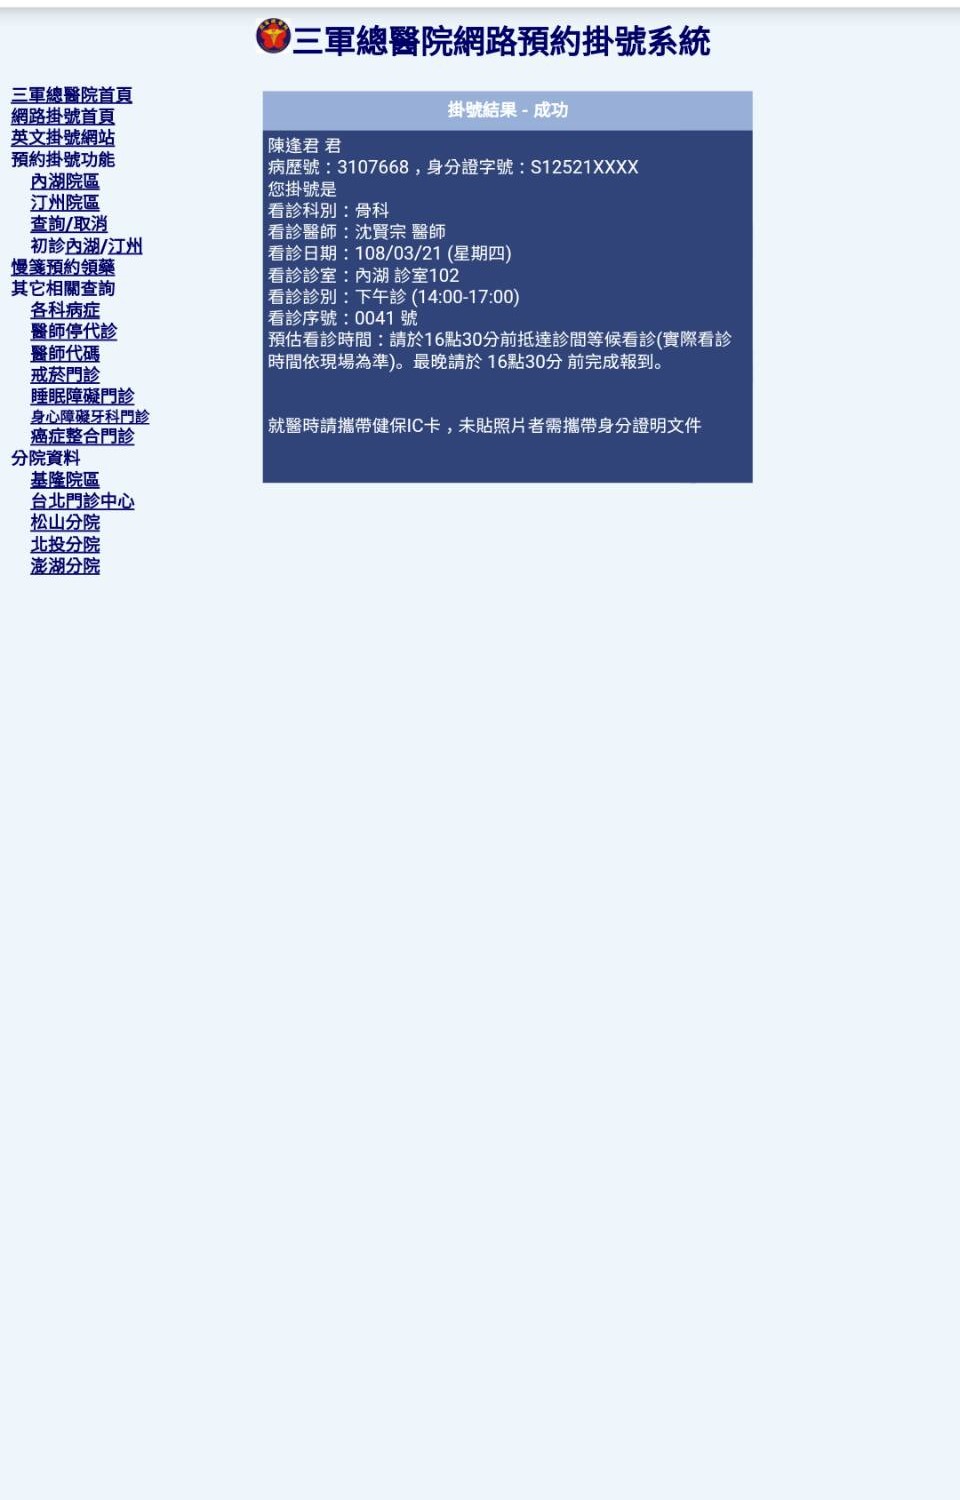 三軍總醫院網路預約掛號系統
三軍總醫院首頁
網路掛號首頁
英文掛號網站
預約掛號功能
內湖院區
汀州院區
查詢/取消
初診內湖/汀州
慢箋預約領藥
其它相關查詢
各科病症
醫師停代診
醫師代碼
戒菸門診
睡眠障礙門診
身心障礙牙科門診
癌症整合門診
分院資料
基隆院區
台北門診中心
松山分院
北投分院
澎湖分院
掛號結果 - 成功
陳逢君 君
病歷號：3107668，身分證字號：S12521XXXX
您掛號是
看診科別：骨科
看診醫師：沈賢宗 醫師
看診日期：108/03/21 (星期四)
看診診室：內湖 診室102
看診診別：下午診 (14:00-17:00)
看診序號：0041 號
預估看診時間：請於16點30分前抵達診間等候看診(實際看診
時間依現場為準)。最晚請於 16點30分 前完成報到。
就醫時請攜帶健保IC卡，未貼照片者需攜帶身分證明文件